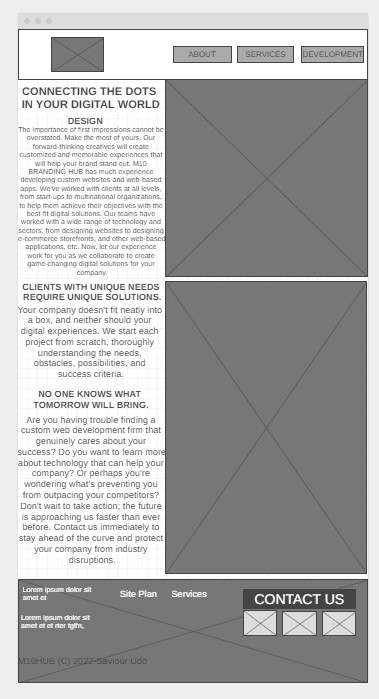 ABOUT
SERVICES
DEVELOPMENT
CONNECTING THE DOTS
IN YOUR DIGITAL WORLD
DESIGN
The importance of first impressions cannot be
overstated. Make the most of yours. Our
forward-thinking creatives will create
customized and memorable experiences that
will help your brand stand out. M10
BRANDING HUB has much experience
developing custom websites and web-based
apps. We've worked with clients at all levels,
from start-ups to multinational organizations,
to help them achieve their objectives with the
best-fit digital solutions. Our teams have
worked with a wide range of technology and
sectors, from designing websites to designing
e-commerce storefronts, and other web-based
applications, etc. Now, let our experience
work for you as we collaborate to create
game-changing digital solutions for your
company.
CLIENTS WITH UNIQUE NEEDS
REQUIRE UNIQUE SOLUTIONS.
Your company doesn't fit neatly into
a box, and neither should your
digital experiences. We start each
project from scratch, thoroughly
understanding the needs,
obstacles, possibilities, and
success criteria.
NO ONE KNOWS WHAT
TOMORROW WILL BRING.
Are you having trouble finding a
custom web development firm that
genuinely cares about your
success? Do you want to learn more
about technology that can help your
company? Or perhaps you're
wondering what's preventing you
from outpacing your competitors?
Don't wait to take action; the future
is approaching us faster than ever
before. Contact us immediately to
stay ahead of the curve and protect
your company from industry
disruptions.
Lorem ipsum dolor sit
amet et
Site Plan
Services
CONTACT US
Lorem ipsum dolor sit
amet et et rtor tgfn,
M10HUB (C) 2022-Saviour Udo